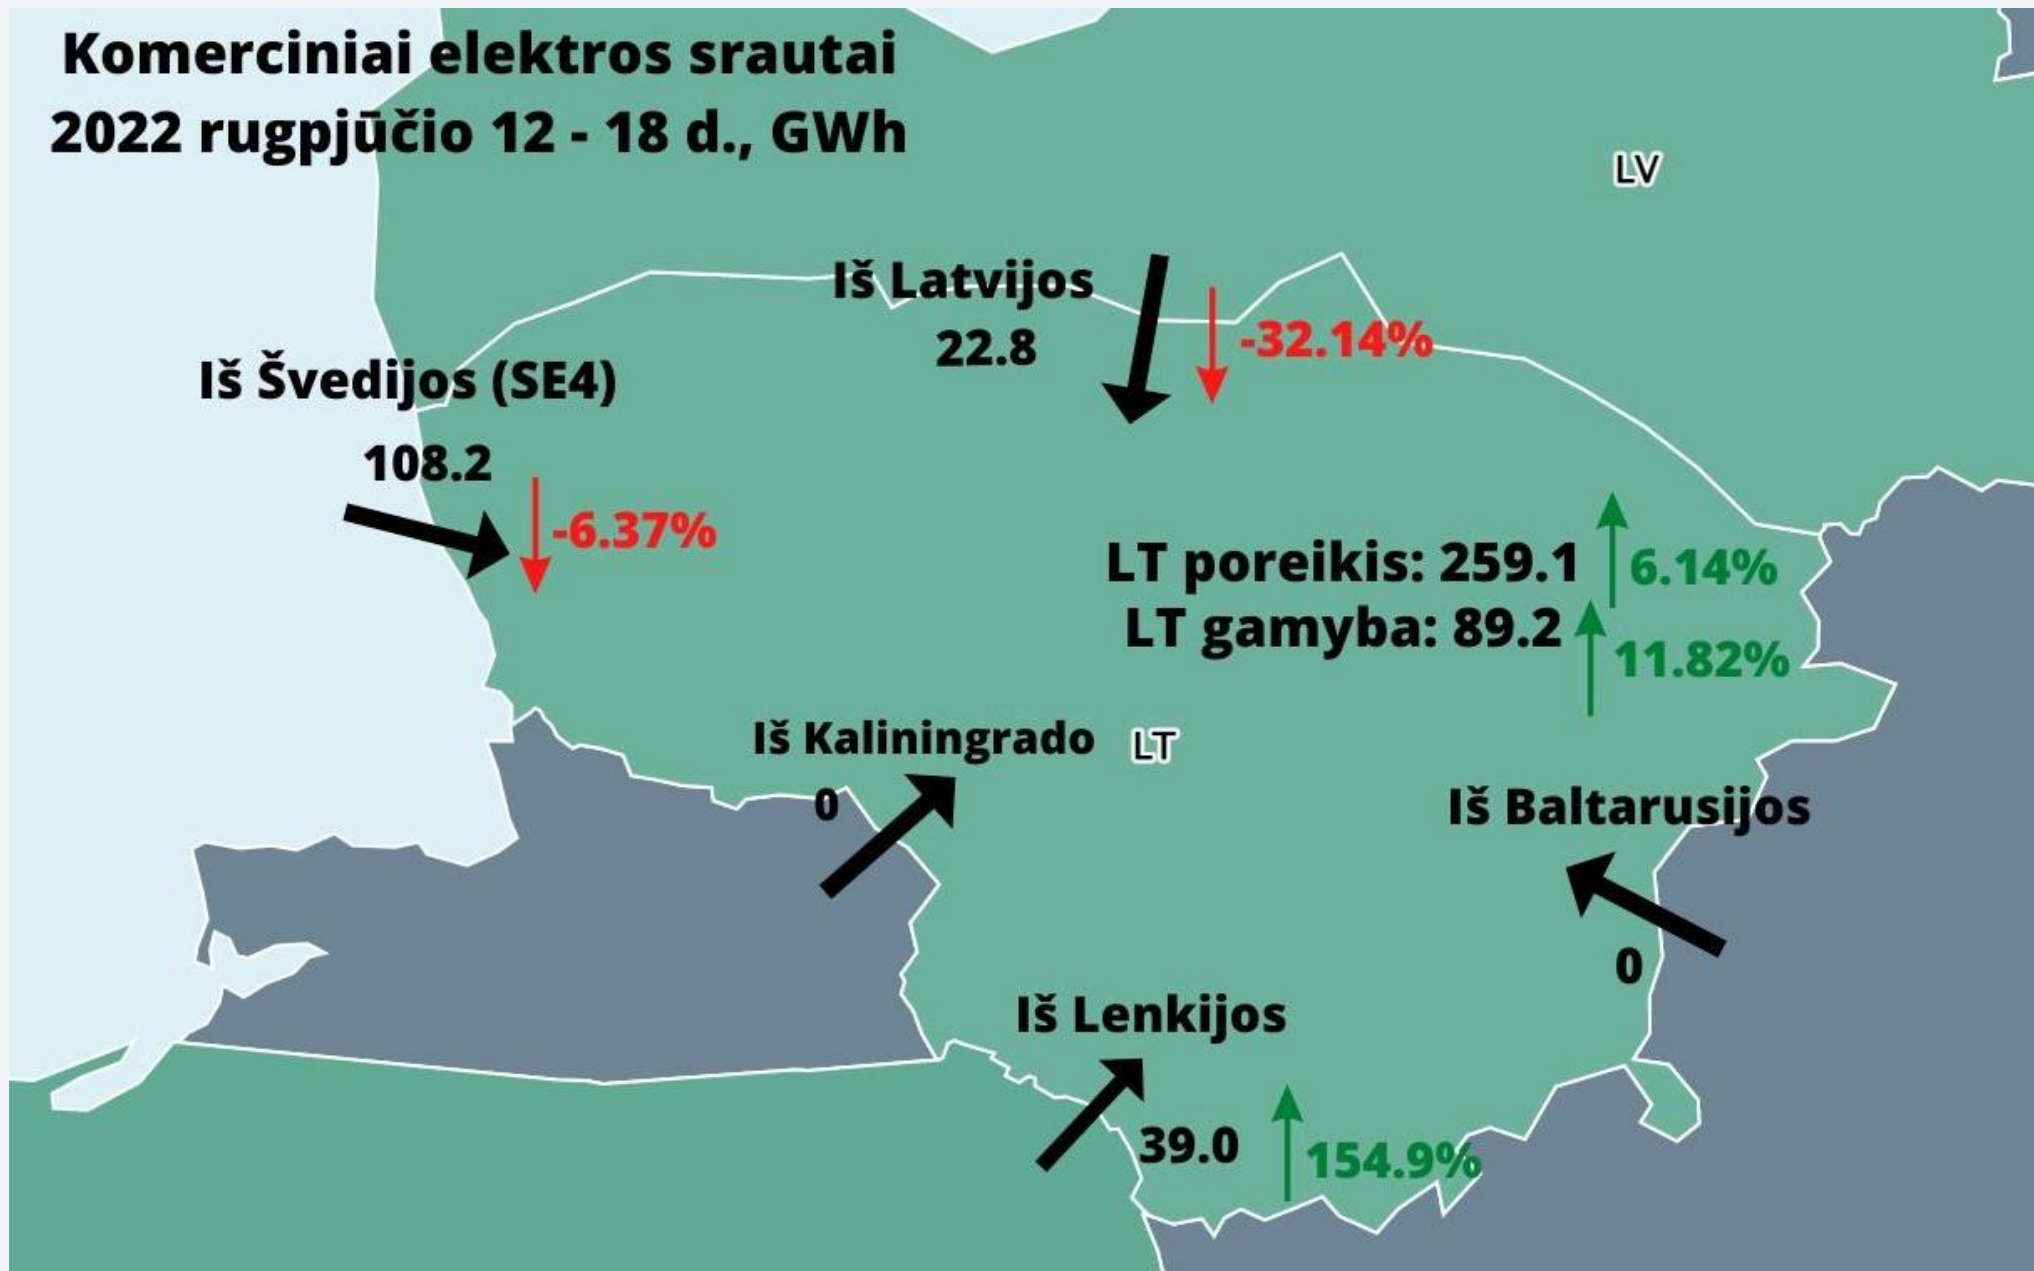 Komerciniai elektros srautai
2022 rugpjūčio 12 - 18 d., GWh
LV
Iš Latvijos
22.8
-32.14%
Iš Švedijos (SE4)
108.2
-6.37%
LT poreikis: 259.1
6.14%
LT gamyba: 89.2
11.82%
Iš Kaliningrado
LT
0
Iš Baltarusijos
0
Iš Lenkijos
39.0
154.9%